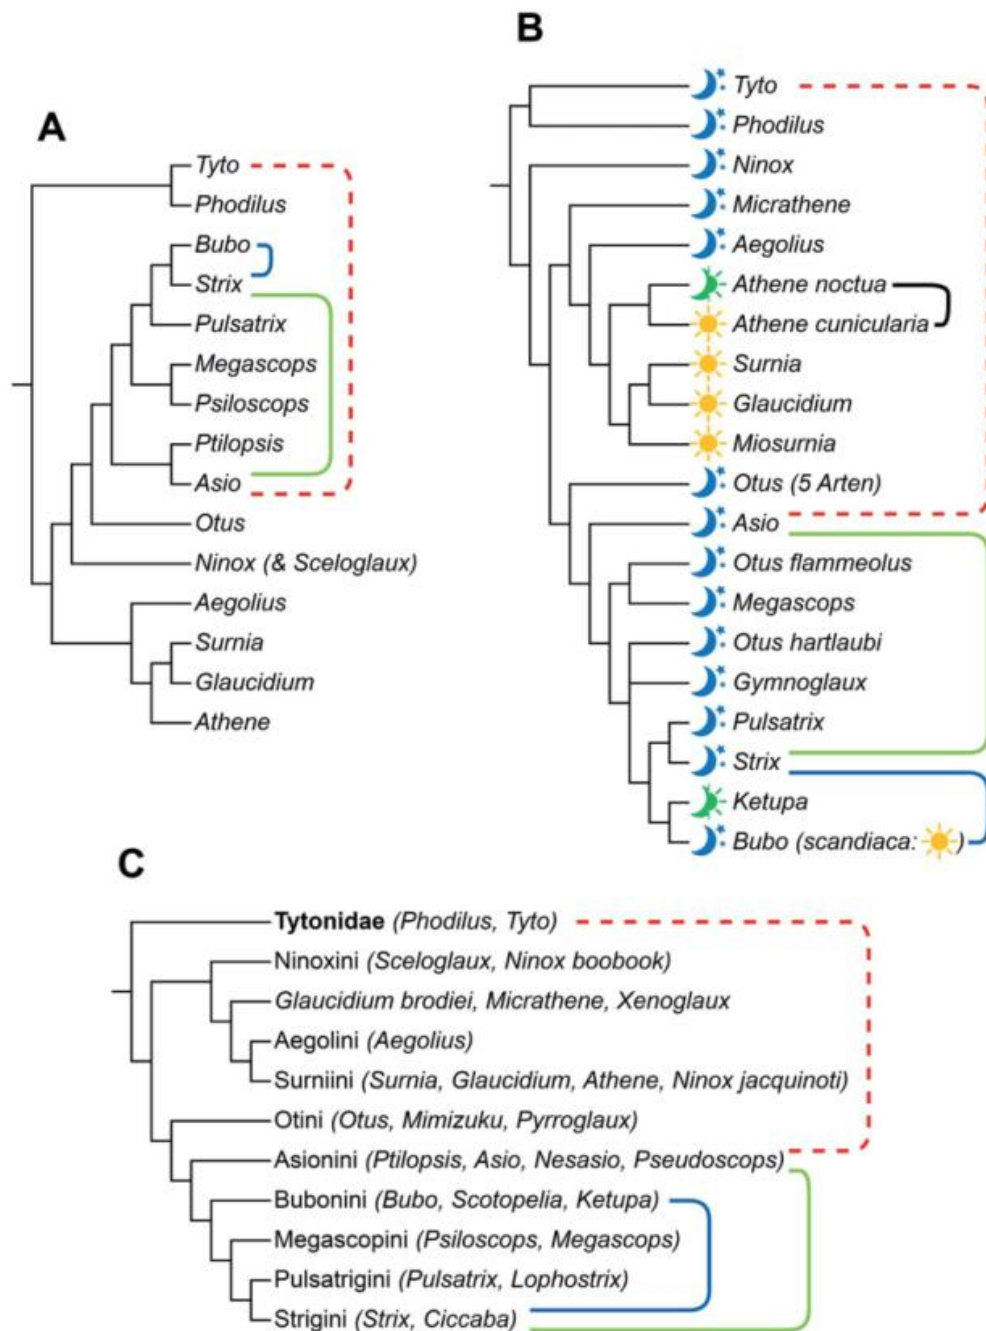 A
Tyto
Phodilus
Bubo
Strix
Pulsatrix
Megascops
Psiloscops
Ptilopsis
Asio
Otus
Ninox (& Sceloglaux)
Aegolius
Surnia
Glaucidium
Athene
B
Tyto
Phodilus
Ninox
Micrathene
Aegolius
Athene noctua
Athene cunicularia
Surnia
Glaucidium
Miosurnia
Otus (5 Arten)
Asio
Otus flammeolus
Megascops
Otus hartlaubi
Gymnoglaux
Pulsatrix
Strix
Ketupa
Bubo (scandiaca: )
C
Tytonidae (Phodilus, Tyto)
Ninoxini (Sceloglaux, Ninox boobook)
Glaucidium brodiei, Micrathene, Xenoglaux
Aegolini (Aegolius)
Surniini (Surnia, Glaucidium, Athene, Ninox jacquinoti)
Otini (Otus, Mimizuku, Pyrroglaux)
Asionini (Ptilopsis, Asio, Nesasio, Pseudoscops)
Bubonini (Bubo, Scotopelia, Ketupa)
Megascopini (Psiloscops, Megascops)
Pulsatrigini (Pulsatrix, Lophostrix)
Strigini (Strix, Ciccaba)